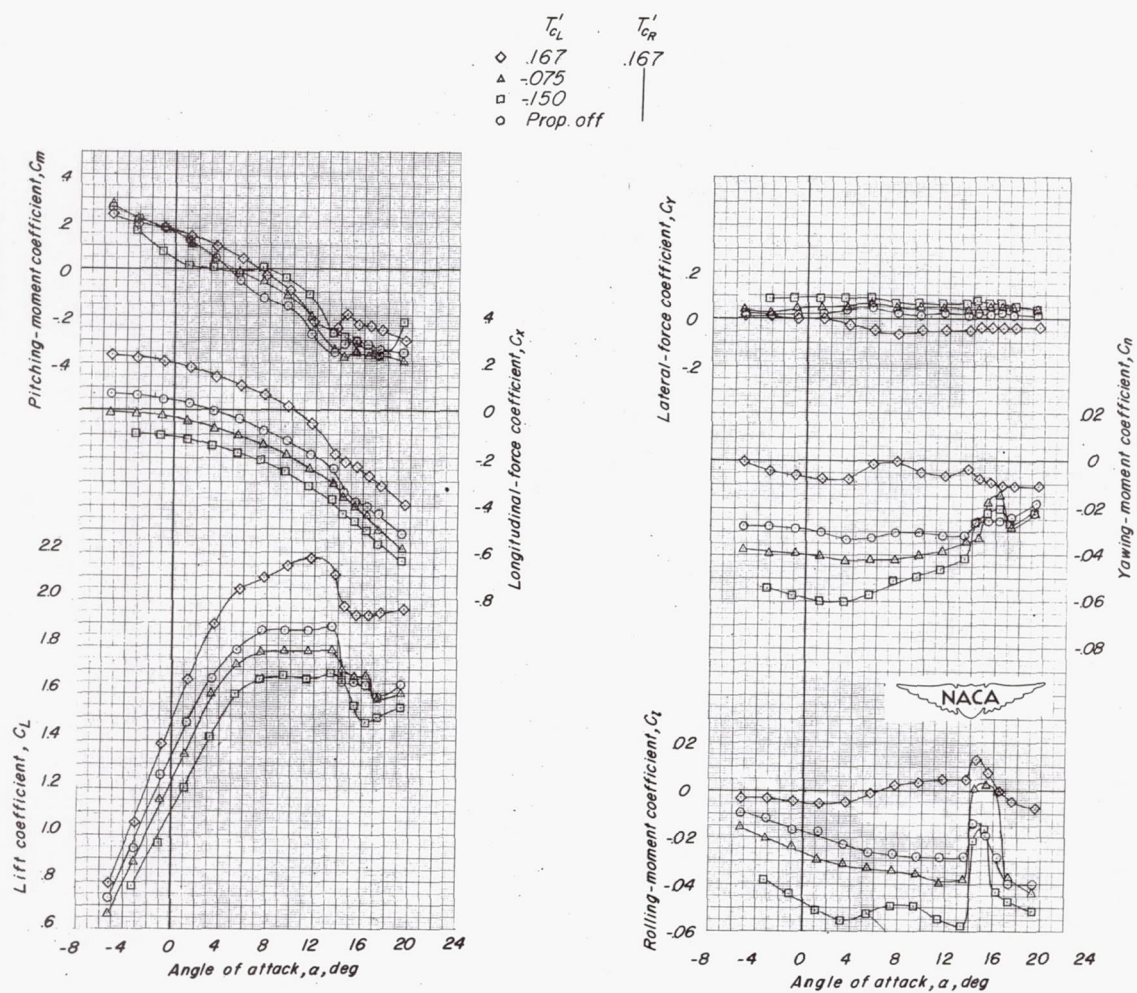 T'cL T'cR
.167 .167
-.075
-.150
Prop. off
Pitching-moment coefficient, Cm
.4
.2
0
-.2
-.4
Longitudinal-force coefficient, Cx
.4
.2
0
-.2
-.4
-.6
-.8
Lift coefficient, CL
2.2
2.0
1.8
1.6
1.4
1.2
1.0
.8
.6
-8 -4 0 4 8 12 16 20 24
Angle of attack, α, deg
Lateral-force coefficient, CY
.2
0
-.2
Yawing-moment coefficient, Cn
.02
0
-.02
-.04
-.06
-.08
NACA
Rolling-moment coefficient, Cl
.02
0
-.02
-.04
-.06
-8 -4 0 4 8 12 16 20 24
Angle of attack, α, deg